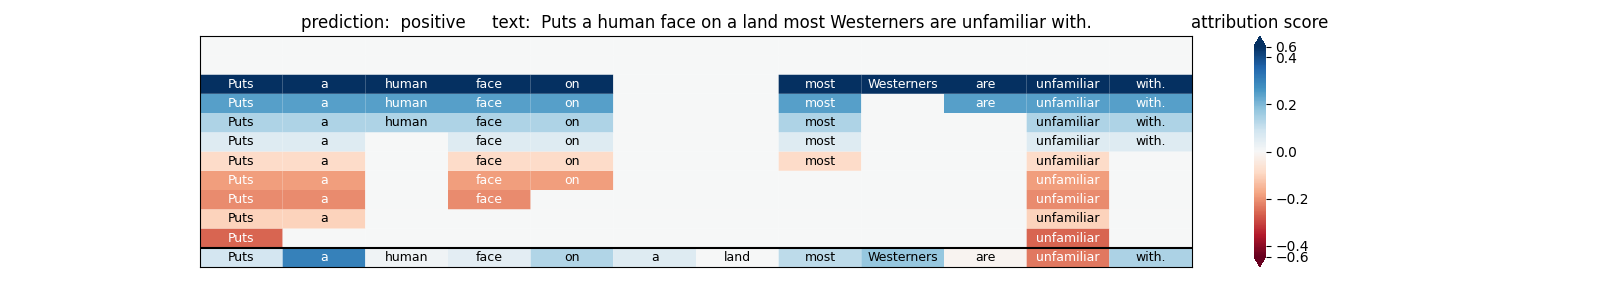 prediction:  positive     text:  Puts a human face on a land most Westerners are unfamiliar with.     attribution score
Puts a human face on most Westerners are unfamiliar with.
Puts a human face on most are unfamiliar with.
Puts a human face on most unfamiliar with.
Puts a face on most unfamiliar with.
Puts a face on most unfamiliar
Puts a face on unfamiliar
Puts a face unfamiliar
Puts a unfamiliar
Puts unfamiliar
Puts a human face on a land most Westerners are unfamiliar with.
0.6
0.4
0.2
0.0
−0.2
−0.4
−0.6